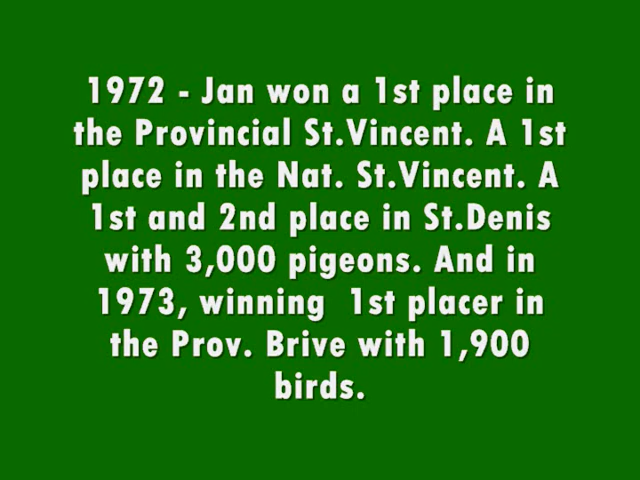 1972 - Jan won a 1st place in
the Provincial St.Vincent. A 1st
place in the Nat. St.Vincent. A
1st and 2nd place in St.Denis
with 3,000 pigeons. And in
1973, winning  1st placer in
the Prov. Brive with 1,900
birds.